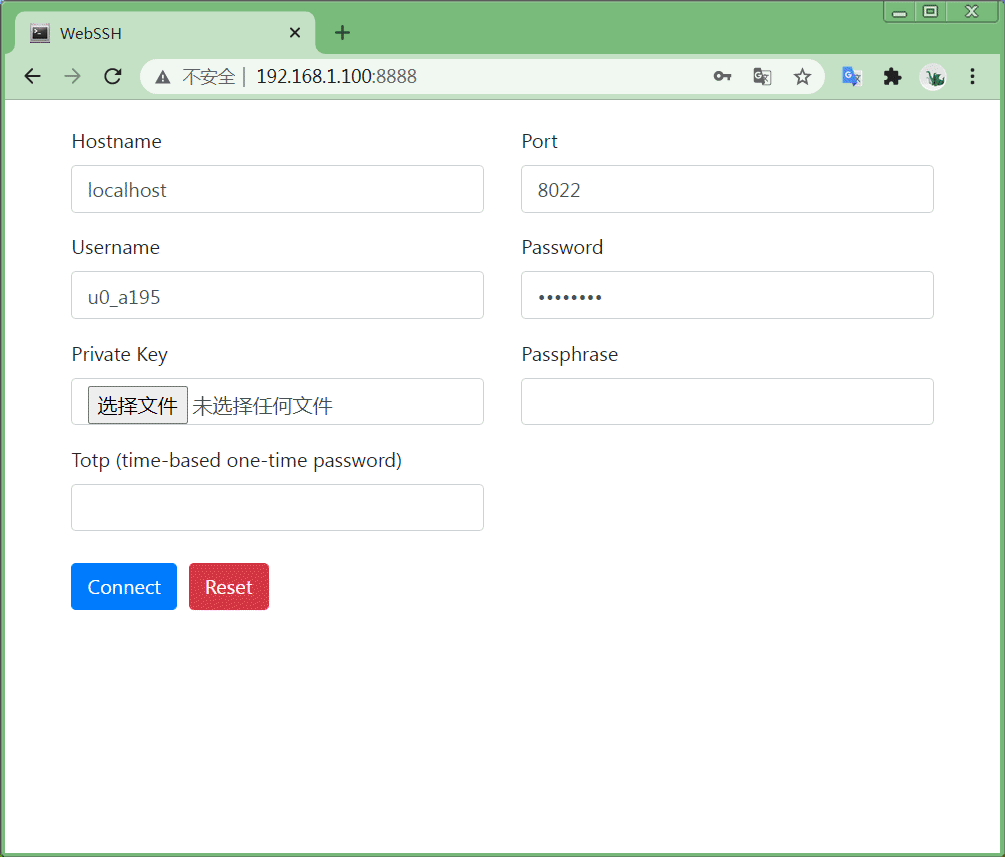 WebSSH
不安全 192.168.1.100:8888
Hostname
Port
localhost
8022
Username
Password
u0_a195
••••••••
Private Key
Passphrase
选择文件 未选择任何文件
Totp (time-based one-time password)
Connect
Reset